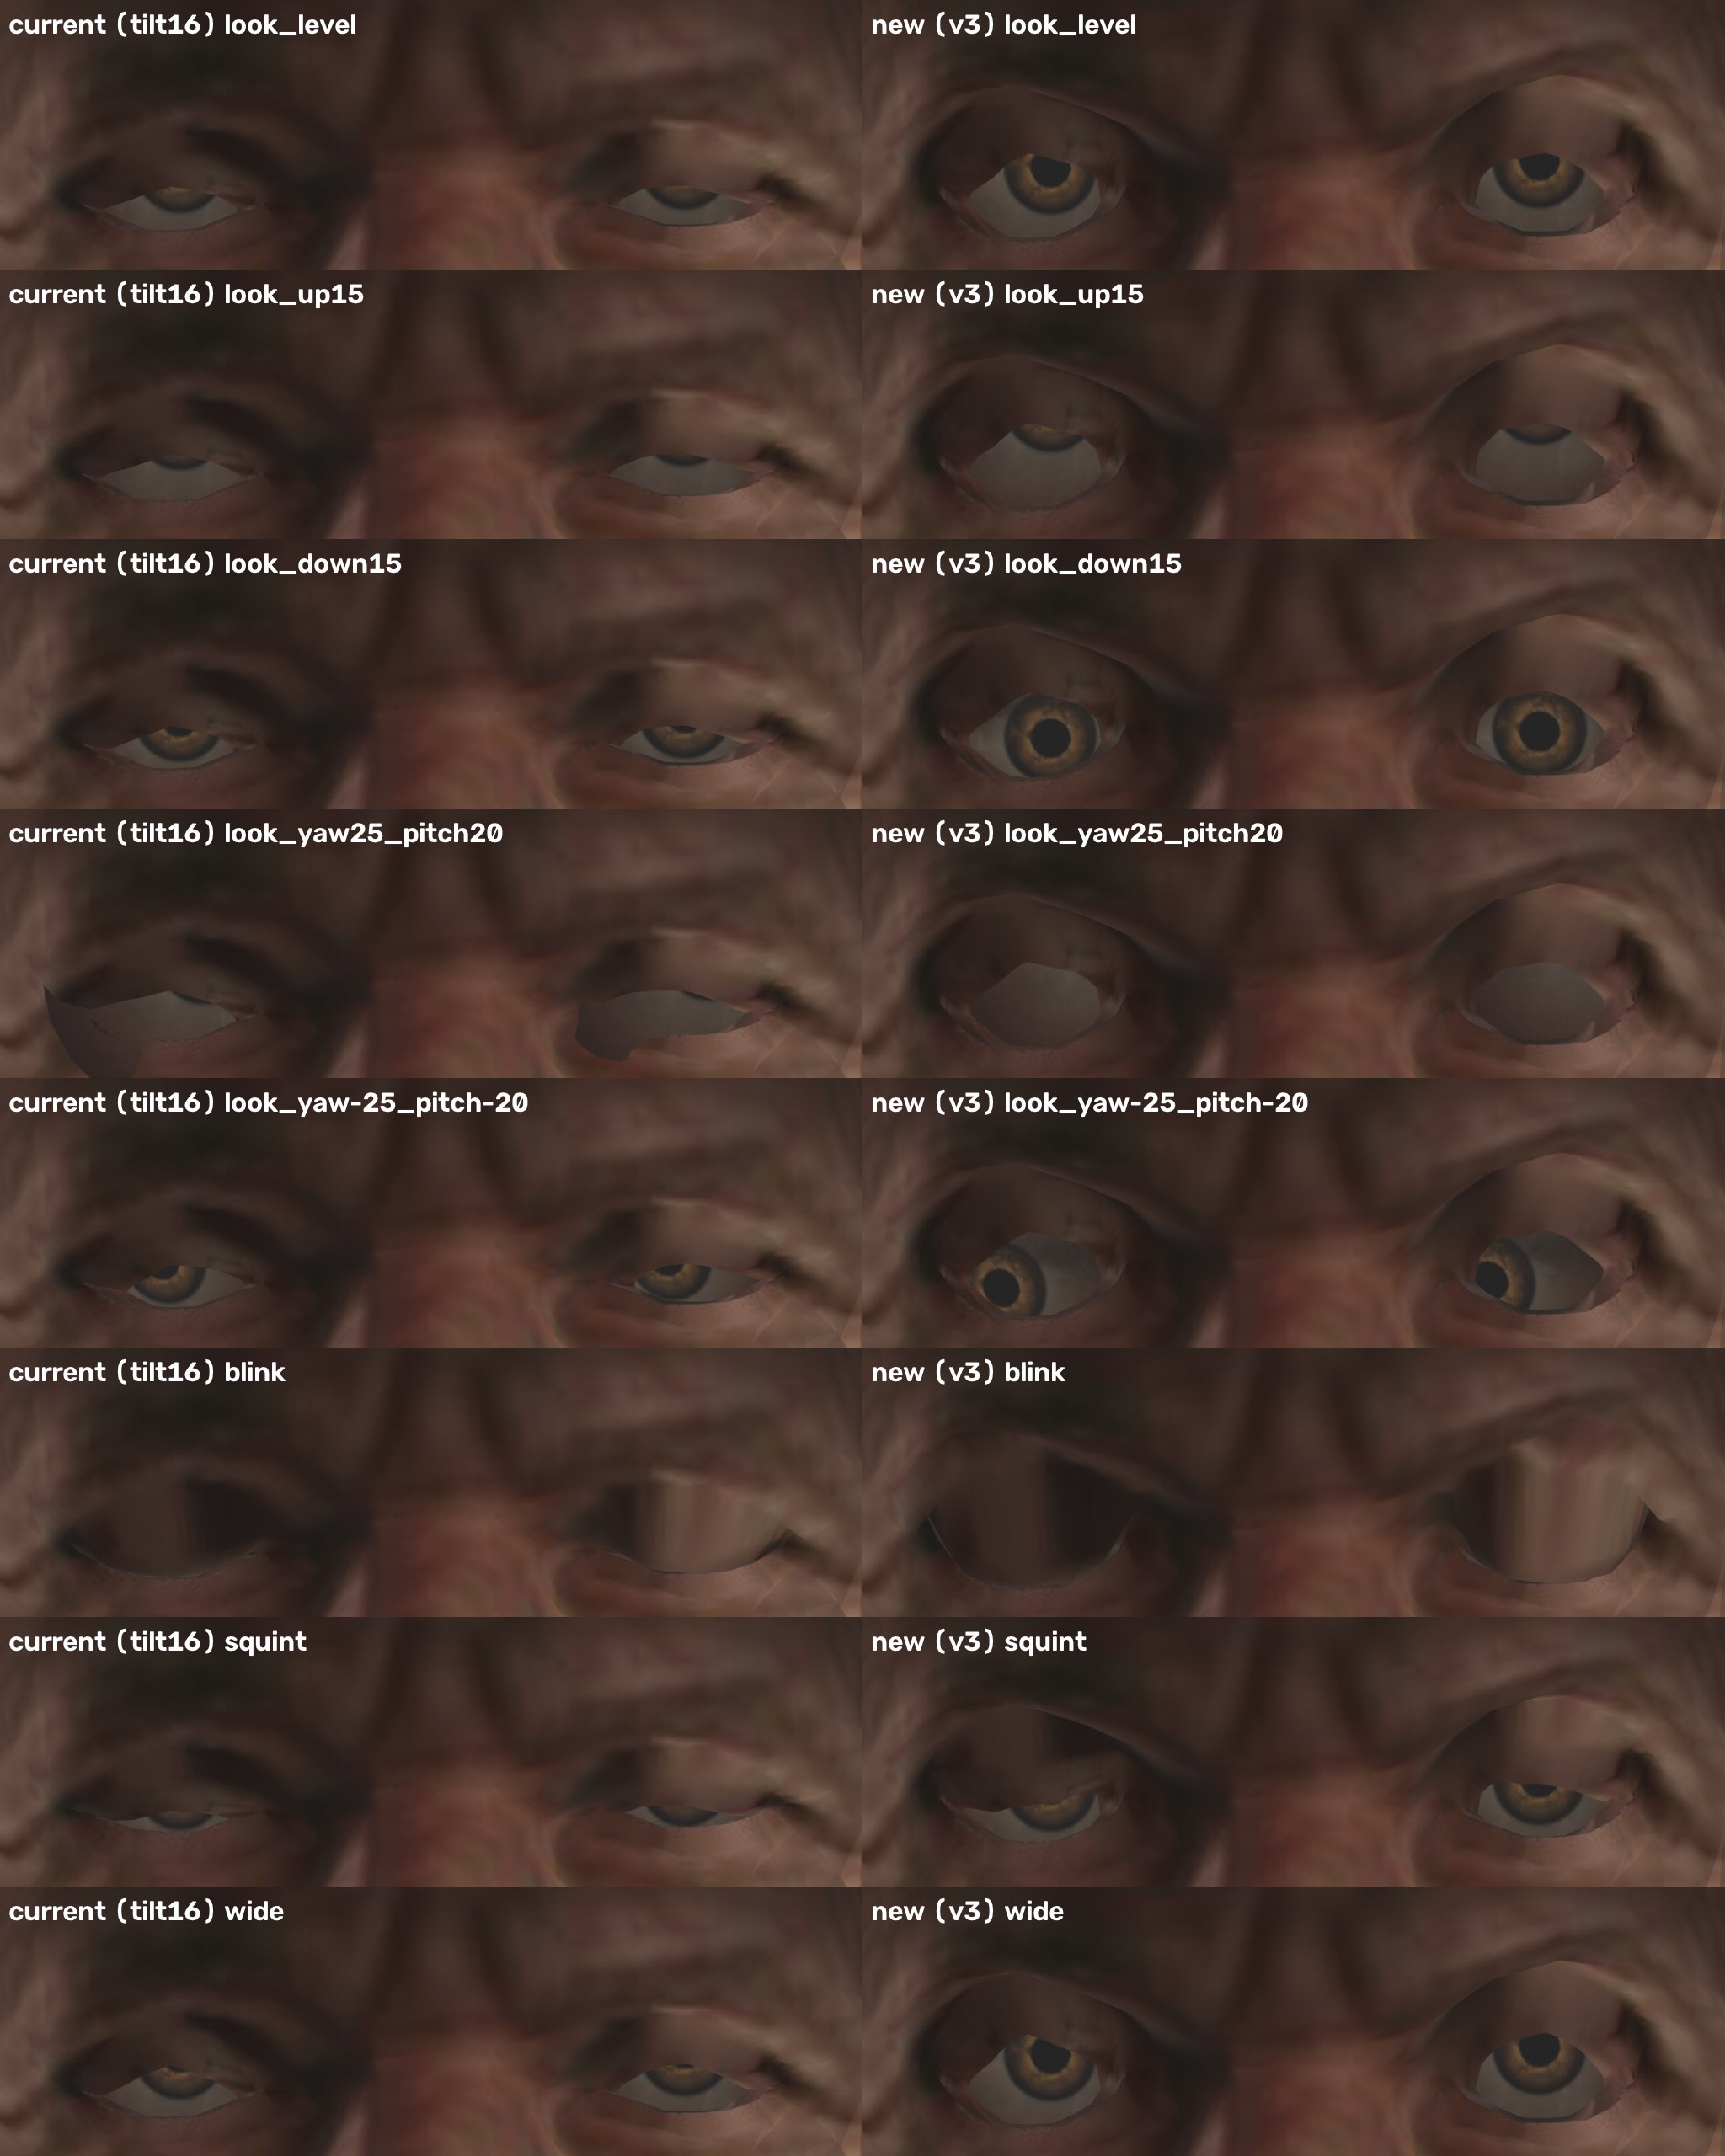 current (tilt16) look_level
new (v3) look_level
current (tilt16) look_up15
new (v3) look_up15
current (tilt16) look_down15
new (v3) look_down15
current (tilt16) look_yaw25_pitch20
new (v3) look_yaw25_pitch20
current (tilt16) look_yaw-25_pitch-20
new (v3) look_yaw-25_pitch-20
current (tilt16) blink
new (v3) blink
current (tilt16) squint
new (v3) squint
current (tilt16) wide
new (v3) wide